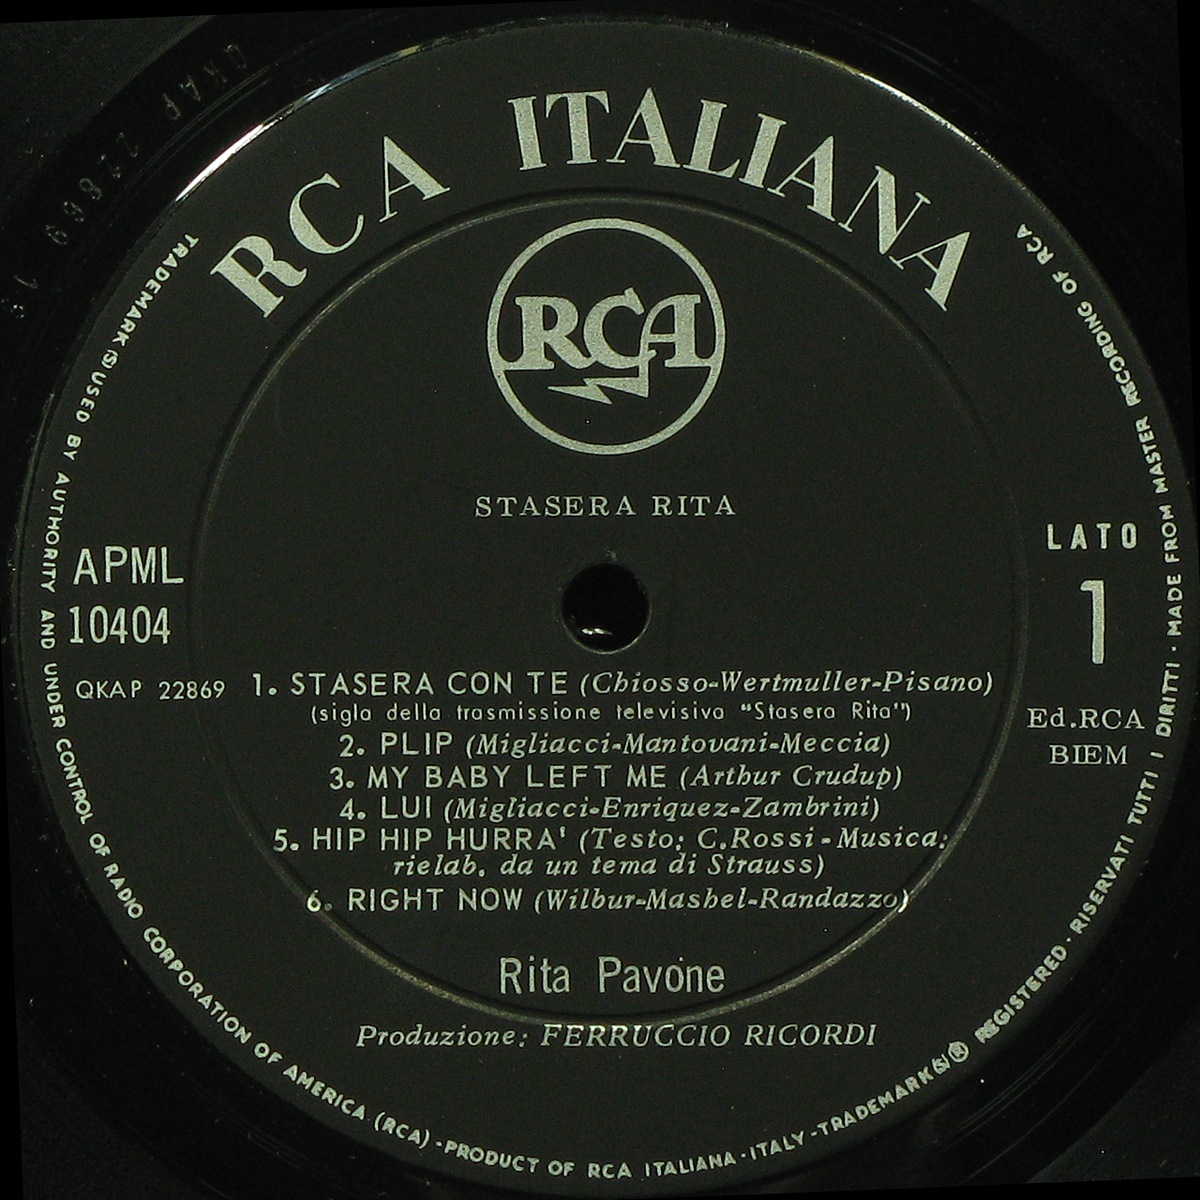 RCA ITALIANA
RCA
STASERA RITA
APML
10404
QKAP 22869
LATO
1
Ed.RCA
BIEM
1. STASERA CON TE (Chiosso-Wertmuller-Pisano)
(sigla della trasmissione televisiva "Stasera Rita")
2. PLIP (Migliacci-Mantovani-Meccia)
3. MY BABY LEFT ME (Arthur Crudup)
4. LUI (Migliacci-Enriquez-Zambrini)
5. HIP HIP HURRA' (Testo: C.Rossi - Musica:
rielab. da un tema di Strauss)
6. RIGHT NOW (Wilbur-Mashel-Randazzo)
Rita Pavone
Produzione: FERRUCCIO RICORDI
TRADEMARK (S) USED BY AUTHORITY AND UNDER CONTROL OF RADIO CORPORATION OF AMERICA (RCA) - PRODUCT OF RCA ITALIANA - ITALY - TRADEMARK(S) ® REGISTERED · RISERVATI TUTTI I DIRITTI · MADE FROM MASTER RECORDING OF RCA
QKAP 22869 1